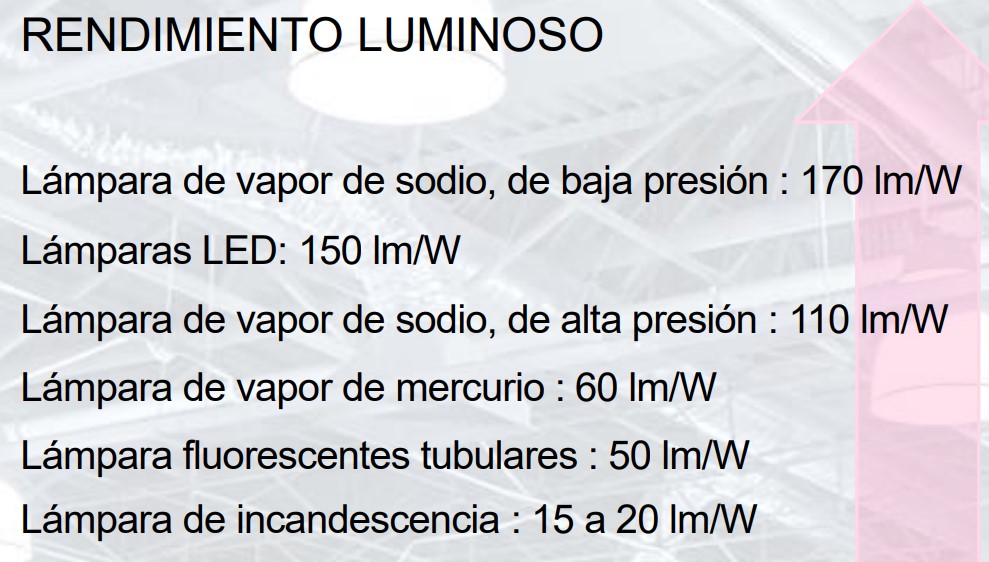 RENDIMIENTO LUMINOSO
Lámpara de vapor de sodio, de baja presión : 170 lm/W
Lámparas LED: 150 lm/W
Lámpara de vapor de sodio, de alta presión : 110 lm/W
Lámpara de vapor de mercurio : 60 lm/W
Lámpara fluorescentes tubulares : 50 lm/W
Lámpara de incandescencia : 15 a 20 lm/W